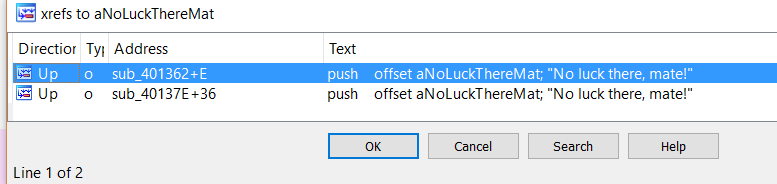 xrefs to aNoLuckThereMat
Direction Typ Address Text
Up o sub_401362+E push offset aNoLuckThereMat; "No luck there, mate!"
Up o sub_40137E+36 push offset aNoLuckThereMat; "No luck there, mate!"
OK Cancel Search Help
Line 1 of 2